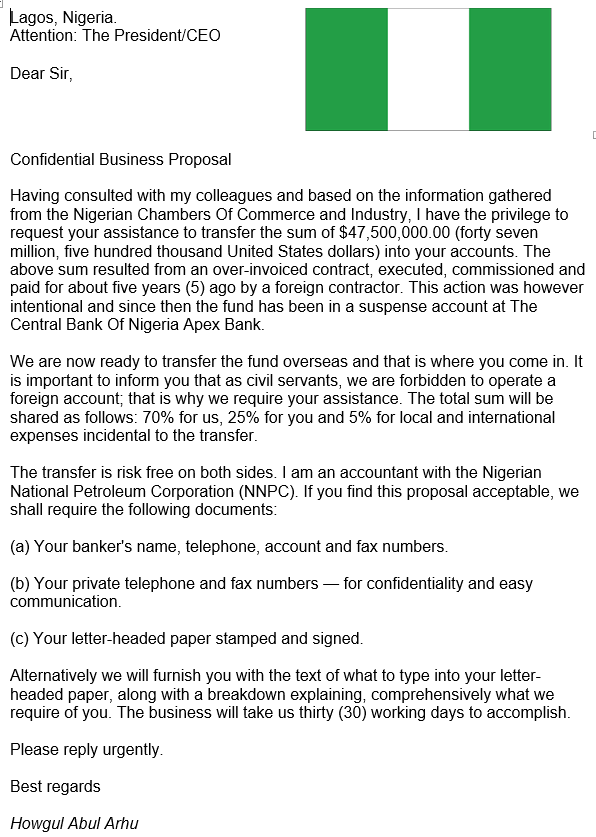 Lagos, Nigeria.
Attention: The President/CEO
Dear Sir,
Confidential Business Proposal
Having consulted with my colleagues and based on the information gathered
from the Nigerian Chambers Of Commerce and Industry, I have the privilege to
request your assistance to transfer the sum of $47,500,000.00 (forty seven
million, five hundred thousand United States dollars) into your accounts. The
above sum resulted from an over-invoiced contract, executed, commissioned and
paid for about five years (5) ago by a foreign contractor. This action was however
intentional and since then the fund has been in a suspense account at The
Central Bank Of Nigeria Apex Bank.
We are now ready to transfer the fund overseas and that is where you come in. It
is important to inform you that as civil servants, we are forbidden to operate a
foreign account; that is why we require your assistance. The total sum will be
shared as follows: 70% for us, 25% for you and 5% for local and international
expenses incidental to the transfer.
The transfer is risk free on both sides. I am an accountant with the Nigerian
National Petroleum Corporation (NNPC). If you find this proposal acceptable, we
shall require the following documents:
(a) Your banker's name, telephone, account and fax numbers.
(b) Your private telephone and fax numbers — for confidentiality and easy
communication.
(c) Your letter-headed paper stamped and signed.
Alternatively we will furnish you with the text of what to type into your letter-
headed paper, along with a breakdown explaining, comprehensively what we
require of you. The business will take us thirty (30) working days to accomplish.
Please reply urgently.
Best regards
Howgul Abul Arhu